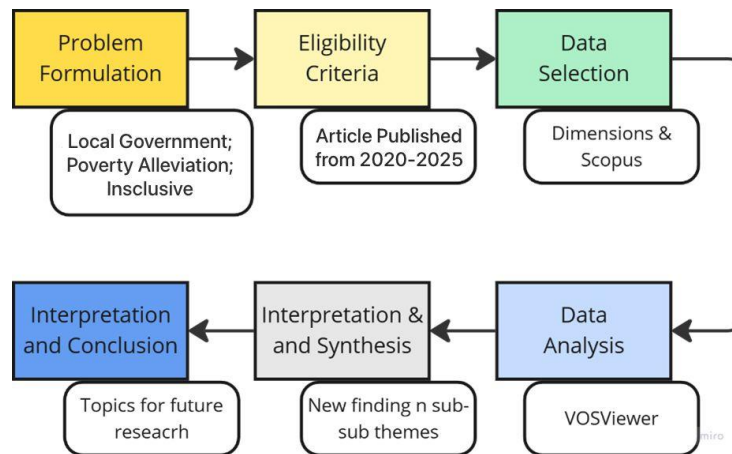 Problem
Formulation
Eligibility
Criteria
Data
Selection
Local Government;
Poverty Alleviation;
Insclusive
Article Published
from 2020-2025
Dimensions &
Scopus
Interpretation
and Conclusion
Interpretation &
and Synthesis
Data
Analysis
Topics for future
reseacrh
New finding n sub-
sub themes
VOSViewer
miro